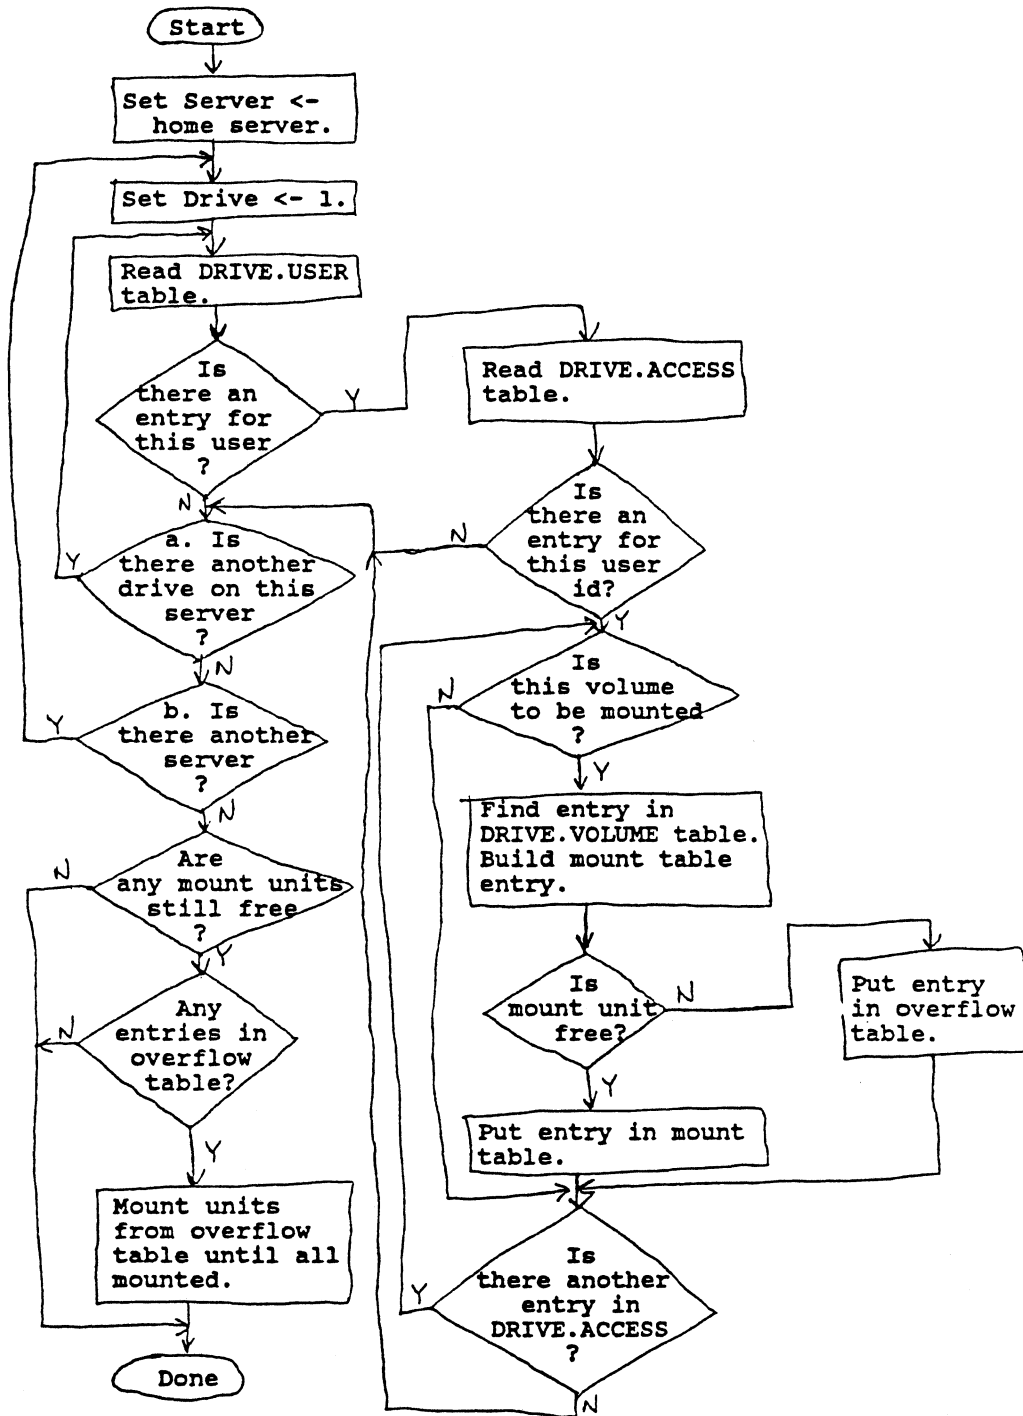 Start
Set Server <-
home server.
Set Drive <- 1.
Read DRIVE.USER
table.
Is
there an
entry for
this user
?
Y
N
a. Is
there another
drive on this
server
?
Y
N
b. Is
there another
server
?
Y
N
Are
any mount units
still free
?
N
Y
Any
entries in
overflow
table?
N
Y
Mount units
from overflow
table until all
mounted.
Done
Read DRIVE.ACCESS
table.
Is
there an
entry for
this user
id?
N
Y
Is
this volume
to be mounted
?
N
Y
Find entry in
DRIVE.VOLUME table.
Build mount table
entry.
Is
mount unit
free?
N
Y
Put entry
in overflow
table.
Put entry in mount
table.
Is
there another
entry in
DRIVE.ACCESS
?
Y
N